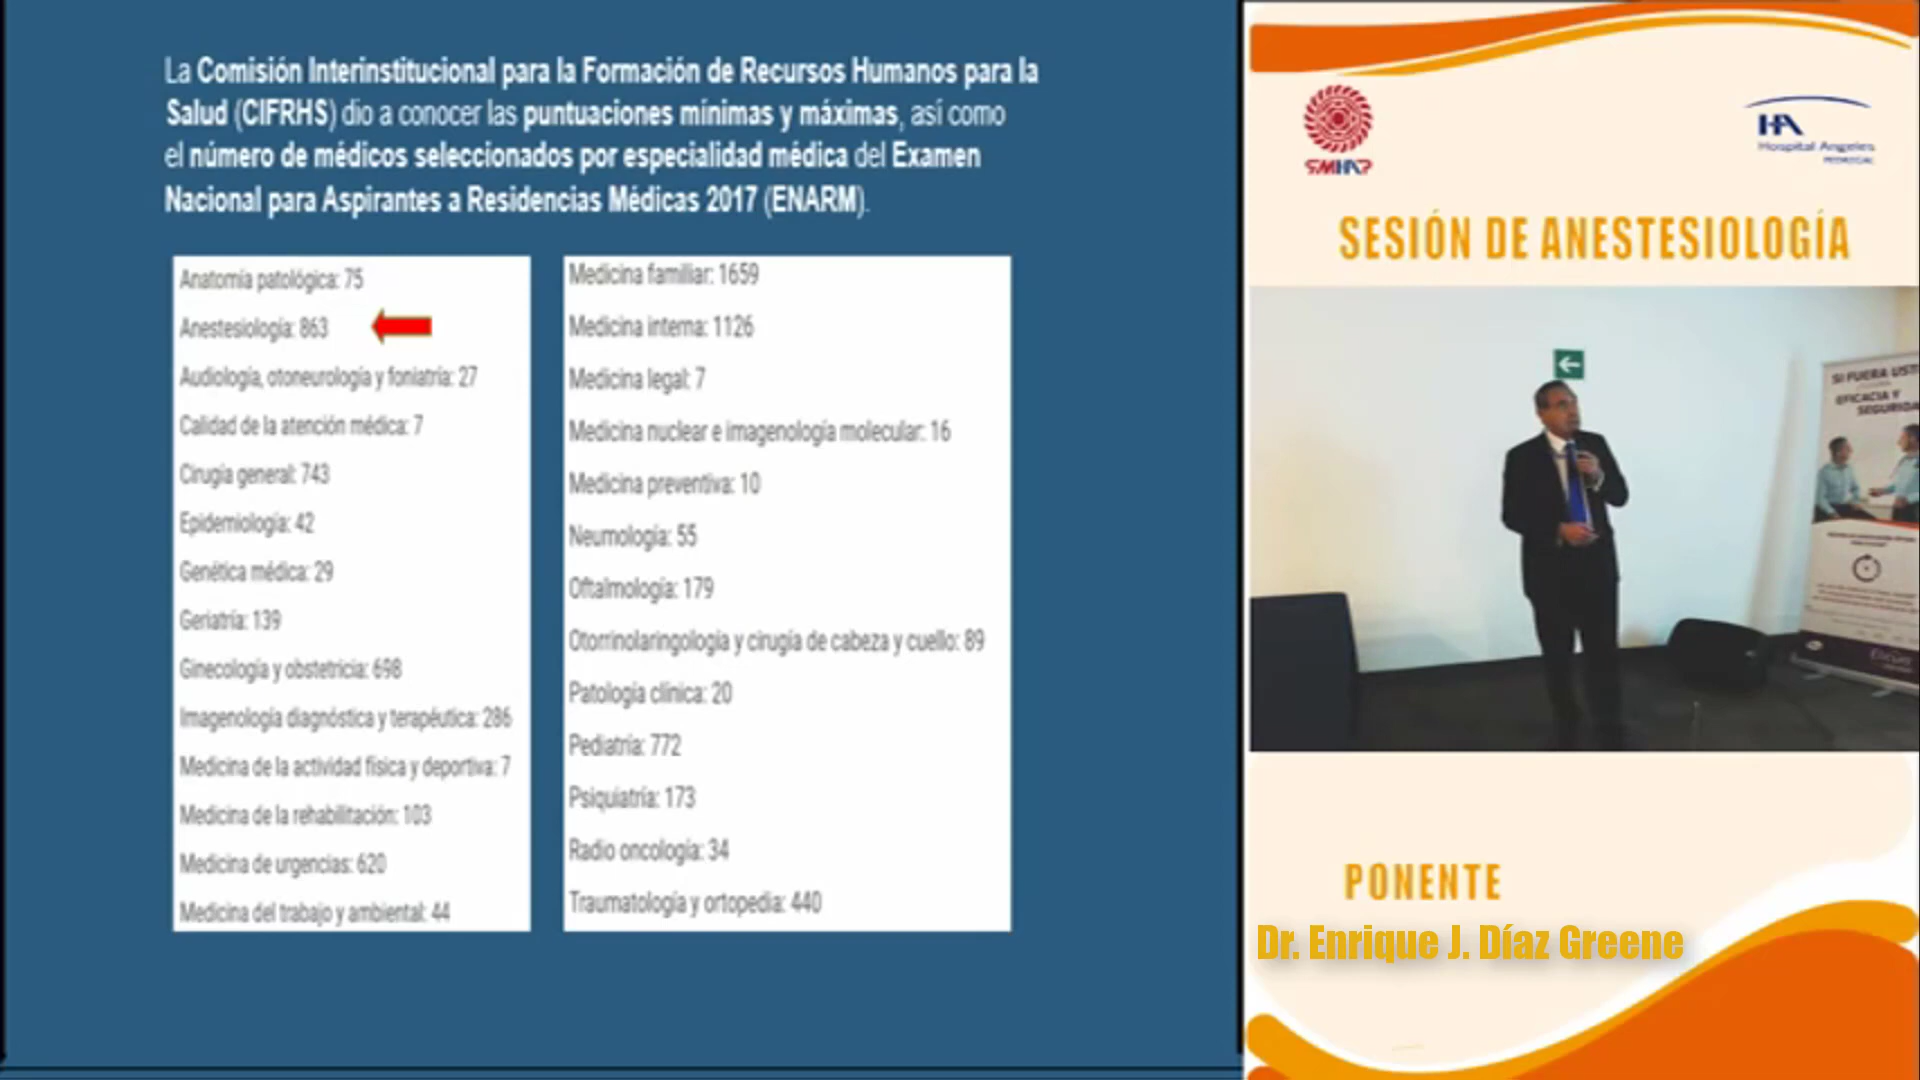 La Comisión Interinstitucional para la Formación de Recursos Humanos para la
Salud (CIFRHS) dio a conocer las puntuaciones mínimas y máximas, así como
el número de médicos seleccionados por especialidad médica del Examen
Nacional para Aspirantes a Residencias Médicas 2017 (ENARM).
Anatomía patológica: 75
Anestesiología: 863
Audiología, otoneurología y foniatría: 27
Calidad de la atención médica: 7
Cirugía general: 743
Epidemiología: 42
Genética médica: 29
Geriatría: 139
Ginecología y obstetricia: 698
Imagenología diagnóstica y terapéutica: 286
Medicina de la actividad física y deportiva: 7
Medicina de la rehabilitación: 103
Medicina de urgencias: 620
Medicina del trabajo y ambiental: 44
Medicina familiar: 1659
Medicina interna: 1126
Medicina legal: 7
Medicina nuclear e imagenología molecular: 16
Medicina preventiva: 10
Neumología: 55
Oftalmología: 179
Otorrinolaringología y cirugía de cabeza y cuello: 89
Patología clínica: 20
Pediatría: 772
Psiquiatría: 173
Radio oncología: 34
Traumatología y ortopedia: 440
SMHAP
HA
Hospital Angeles
PEDREGAL
SESIÓN DE ANESTESIOLOGÍA
SI FUERA
EFICACIA Y
PONENTE
Dr. Enrique J. Díaz Greene